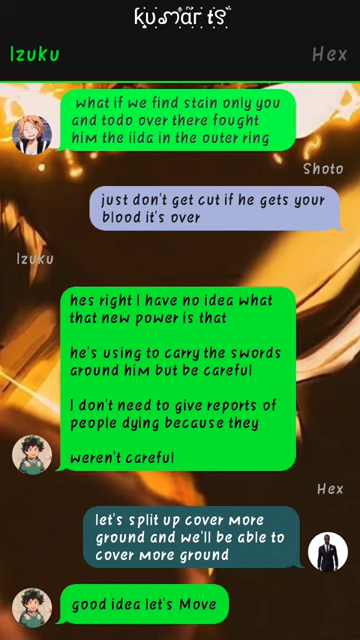 kumar ts
Izuku
Hex
what if we find stain only you
and todo over there fought
him the iida in the outer ring
Shoto
just don't get cut if he gets your
blood it's over
Izuku
hes right I have no idea what
that new power is that
he's using to carry the swords
around him but be careful
I don't need to give reports of
people dying because they
weren't careful
Hex
let's split up cover more
ground and we'll be able to
cover more ground
good idea let's Move